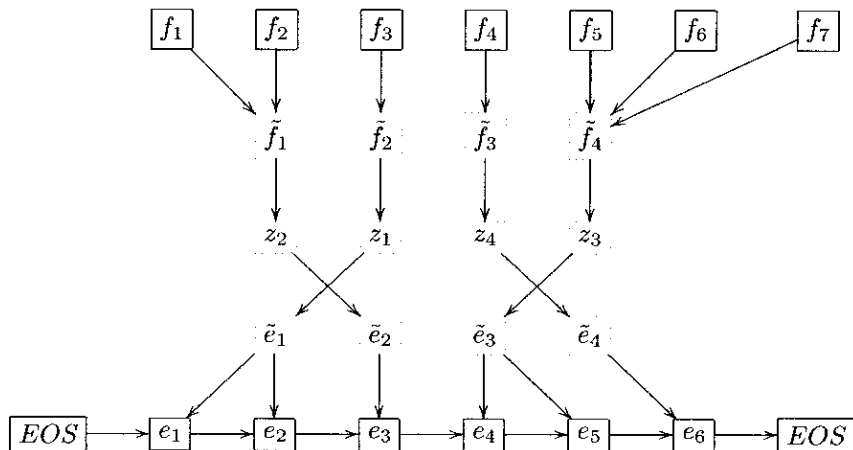 f₁ f₂ f₃ f₄ f₅ f₆ f₇
f̃₁ f̃₂ f̃₃ f̃₄
z₂ z₁ z₄ z₃
ẽ₁ ẽ₂ ẽ₃ ẽ₄
EOS e₁ e₂ e₃ e₄ e₅ e₆ EOS